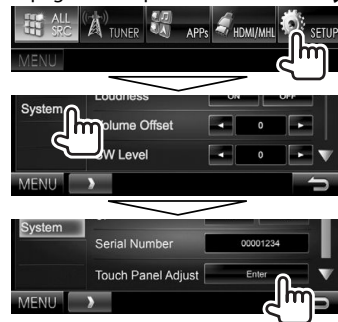 ALL SRC TUNER APPs HDMI/MHL SETUP
MENU
Loudness ON OFF
System
Volume Offset 0
SW Level 0
MENU
System
Serial Number 00001234
Touch Panel Adjust Enter
MENU